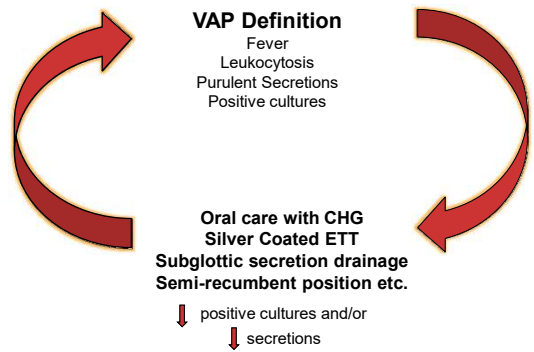 VAP Definition
Fever
Leukocytosis
Purulent Secretions
Positive cultures
Oral care with CHG
Silver Coated ETT
Subglottic secretion drainage
Semi-recumbent position etc.
positive cultures and/or
secretions